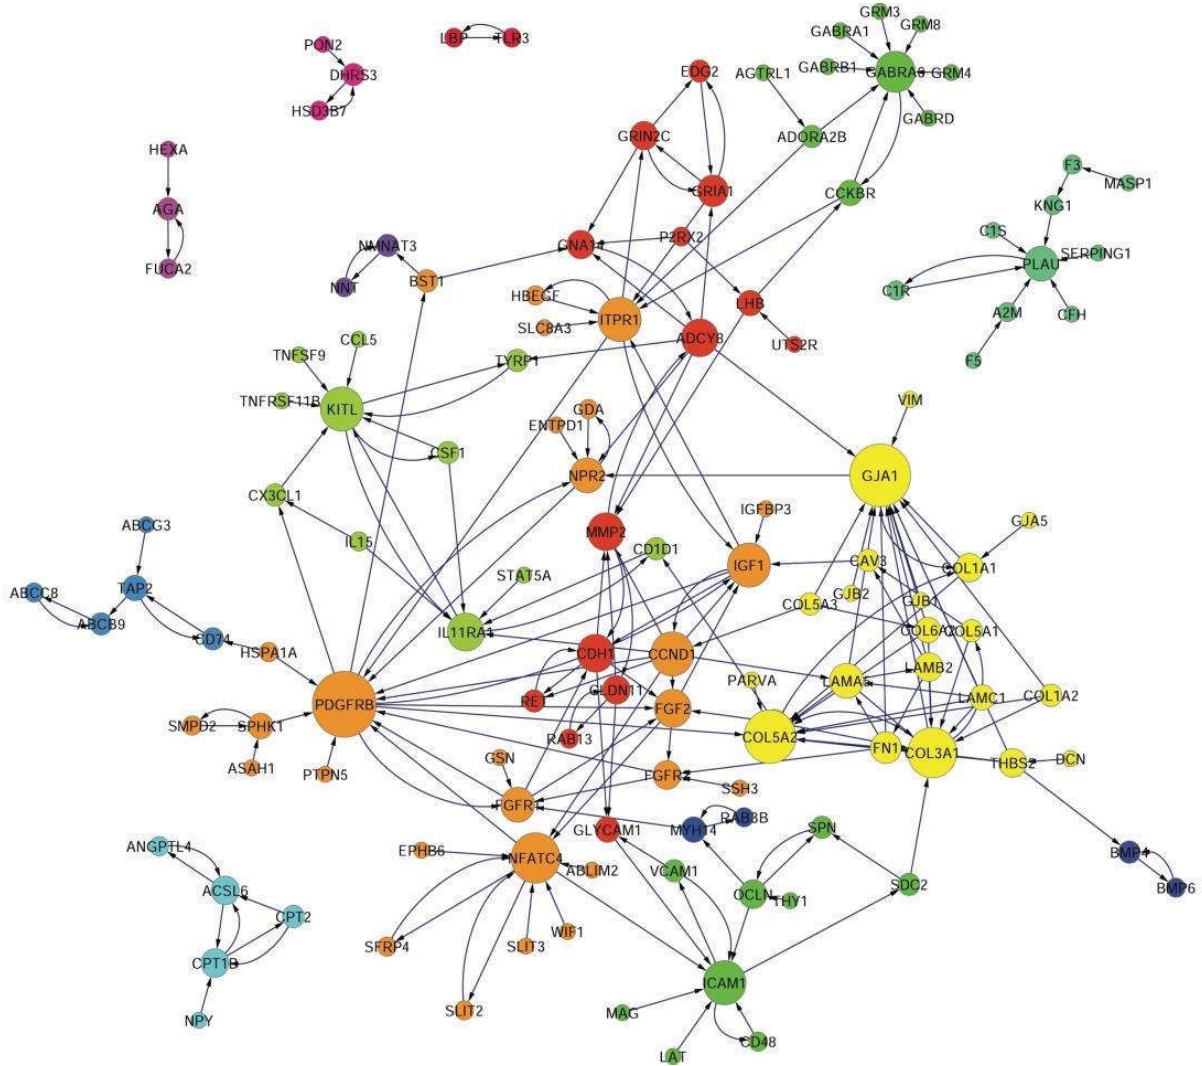 GRM3
GRM8
GABRA1
PON2
LBP
TLR3
GABRB1
GABRA6
GRM4
EDG2
AGTRL1
DHRS3
HSD3B7
GABRD
GRIN2C
ADORA2B
HEXA
F3
MASP1
GRIA1
CCKBR
KNG1
AGA
C1S
P2RX2
NMNAT3
GNA14
SERPING1
PLAU
FUCA2
BST1
NNT
C1R
HBEGF
LHB
A2M
CFH
ITPR1
SLC8A3
ADCY8
UTS2R
CCL5
TNFSF9
TYRP1
F5
TNFRSF11B
KITL
VIM
GDA
ENTPD1
CSF1
NPR2
GJA1
CX3CL1
IGFBP3
ABCG3
GJA5
MMP2
IL15
CD1D1
CAV3
COL1A1
IGF1
STAT5A
TAP2
ABCC8
GJB2
GJB1
COL5A3
ABCB9
IL11RA1
COL6A2
COL5A1
CD74
HSPA1A
CDH1
CCND1
LAMB2
PARVA
LAMA5
CLDN11
LAMC1
COL1A2
PDGFRB
FGF2
SMPD2
SPHK1
RAB13
COL5A2
FN1
COL3A1
GSN
THBS2
DCN
ASAH1
PTPN5
SSH3
RAB3B
GLYCAM1
MYH14
SPN
ANGPTL4
EPHB6
NFATC4
BMP4
ABLIM2
VCAM1
ACSL6
OCLN
SDC2
BMP6
THY1
CPT2
WIF1
SFRP4
SLIT3
CPT1B
ICAM1
SLIT2
MAG
NPY
CD48
LAT